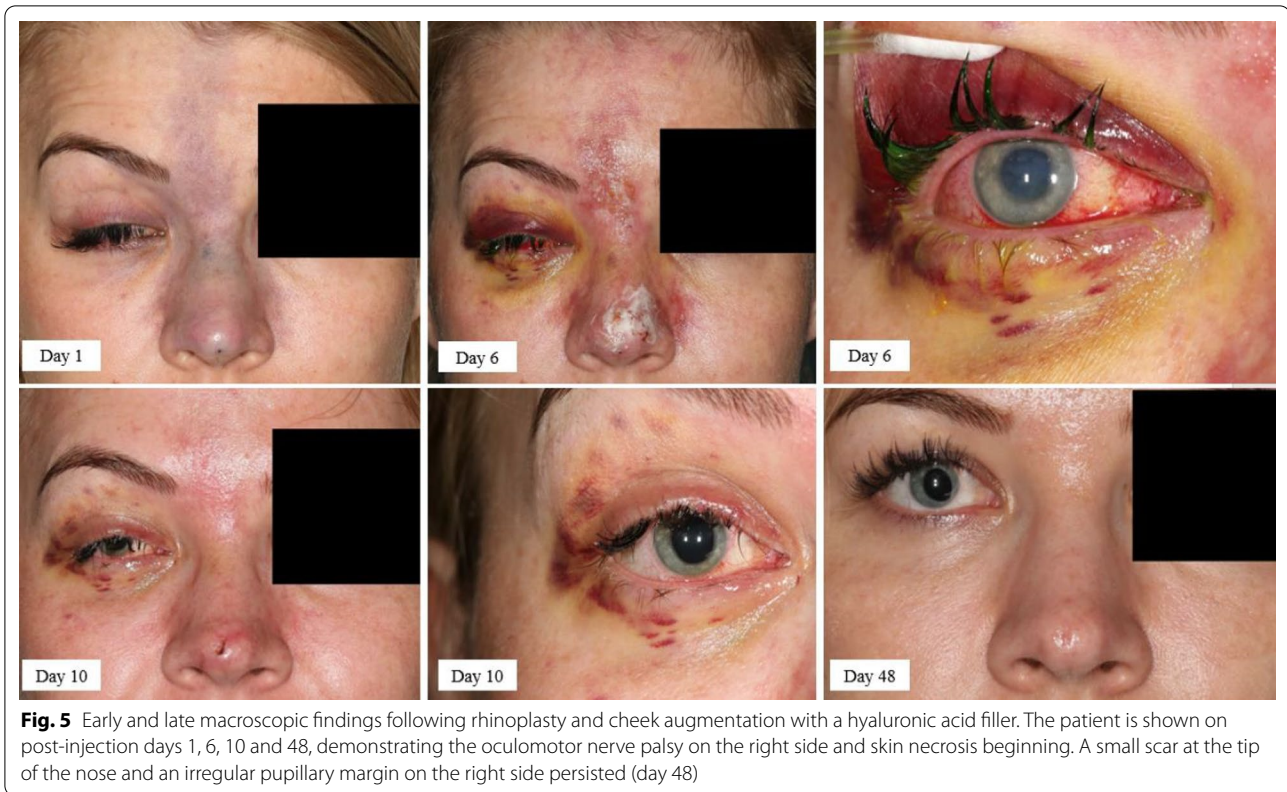 Day 1
Day 6
Day 6
Day 10
Day 10
Day 48
Fig. 5 Early and late macroscopic findings following rhinoplasty and cheek augmentation with a hyaluronic acid filler. The patient is shown on
post-injection days 1, 6, 10 and 48, demonstrating the oculomotor nerve palsy on the right side and skin necrosis beginning. A small scar at the tip
of the nose and an irregular pupillary margin on the right side persisted (day 48)